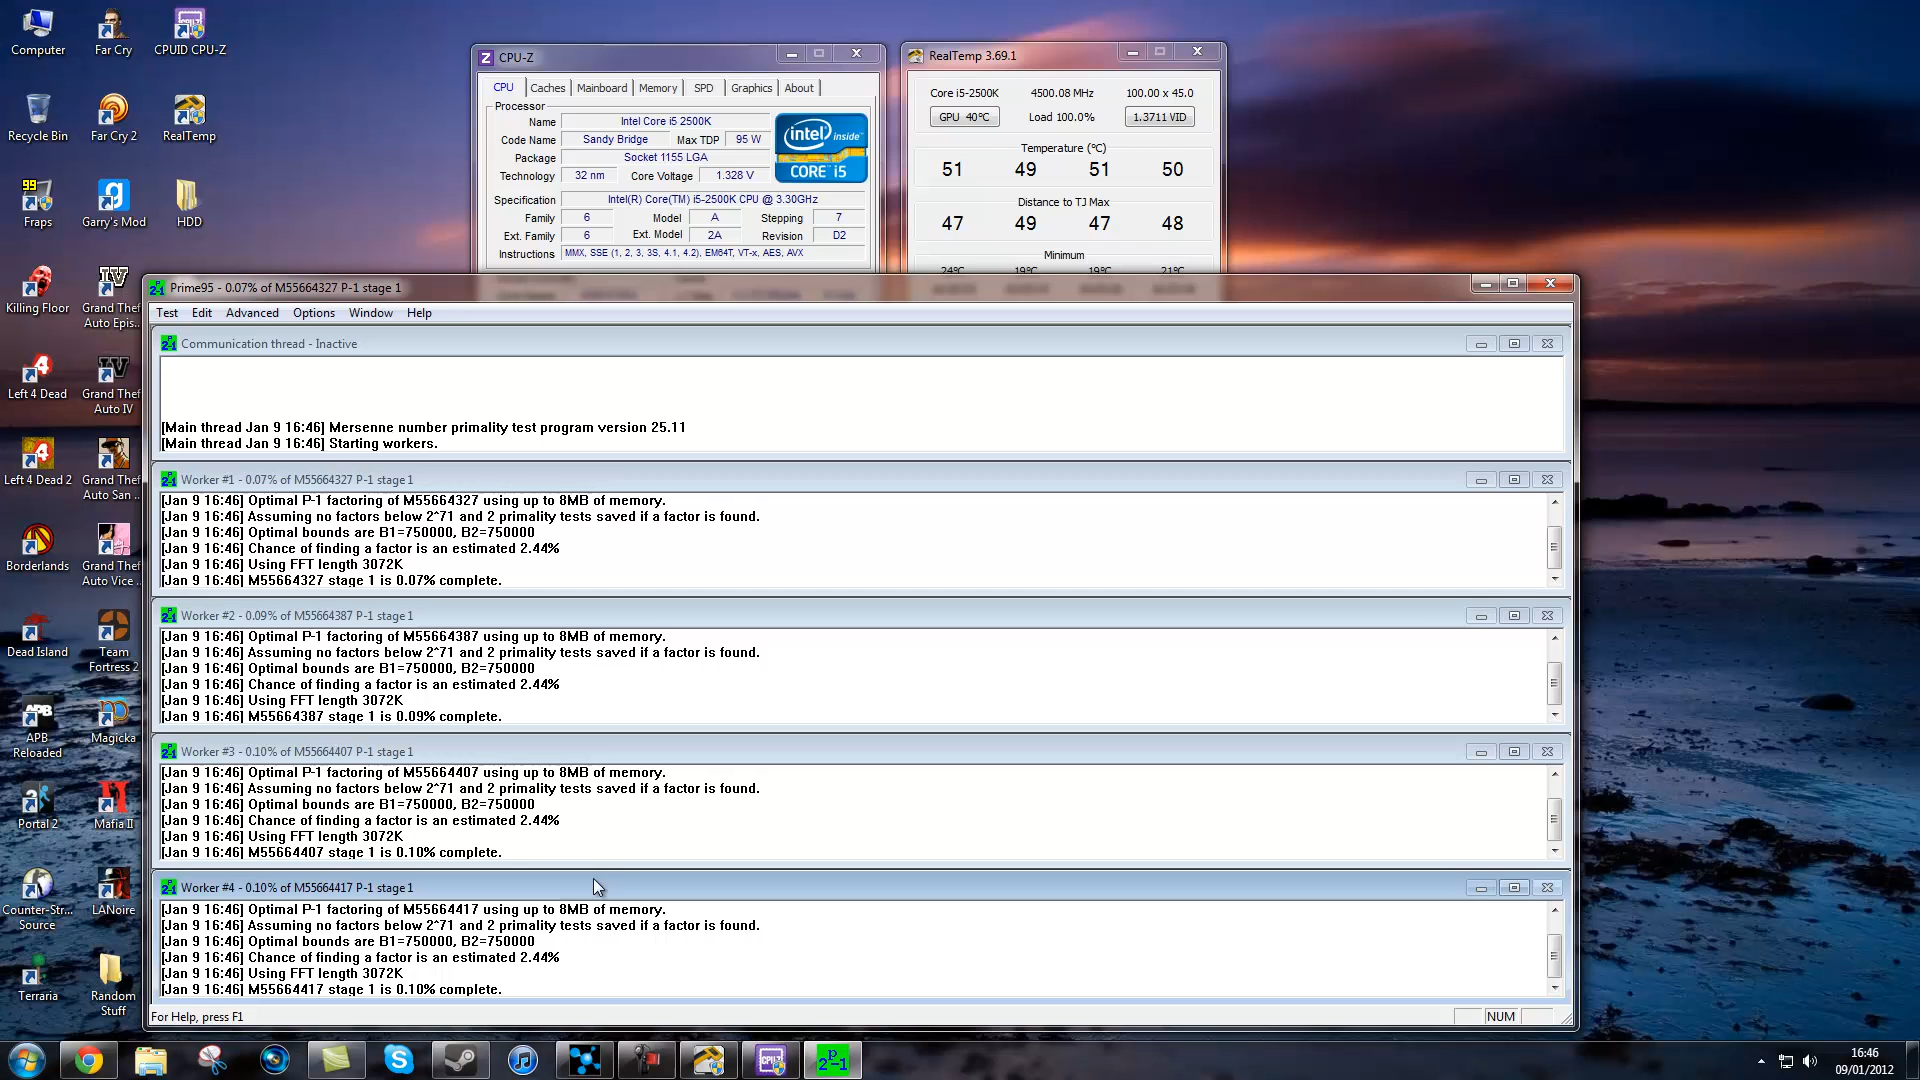 Computer
Far Cry
CPUID CPU-Z
Recycle Bin
Far Cry 2
RealTemp
99
Fraps
Garry's Mod
HDD
Killing Floor
Grand Thef
Auto Epis...
Left 4 Dead
Grand Thef
Auto IV
Left 4 Dead 2
Grand Thef
Auto San ...
Borderlands
Grand Thef
Auto Vice ...
Dead Island
Team
Fortress 2
APB
Reloaded
Magicka
Portal 2
Mafia II
Counter-Str...
Source
LANoire
Terraria
Random
Stuff
CPU-Z
CPU Caches Mainboard Memory SPD Graphics About
Processor
Name Intel Core i5 2500K
Code Name Sandy Bridge Max TDP 95 W
Package Socket 1155 LGA
Technology 32 nm Core Voltage 1.328 V
intel inside
CORE i5
Specification Intel(R) Core(TM) i5-2500K CPU @ 3.30GHz
Family 6 Model A Stepping 7
Ext. Family 6 Ext. Model 2A Revision D2
Instructions MMX, SSE (1, 2, 3, 3S, 4.1, 4.2), EM64T, VT-x, AES, AVX
RealTemp 3.69.1
Core i5-2500K 4500.08 MHz 100.00 x 45.0
GPU 40°C Load 100.0% 1.3711 VID
Temperature (°C)
51 49 51 50
Distance to TJ Max
47 49 47 48
Minimum
24°C 19°C 19°C 21°C
Prime95 - 0.07% of M55664327 P-1 stage 1
Test Edit Advanced Options Window Help
Communication thread - Inactive
[Main thread Jan 9 16:46] Mersenne number primality test program version 25.11
[Main thread Jan 9 16:46] Starting workers.
Worker #1 - 0.07% of M55664327 P-1 stage 1
[Jan 9 16:46] Optimal P-1 factoring of M55664327 using up to 8MB of memory.
[Jan 9 16:46] Assuming no factors below 2^71 and 2 primality tests saved if a factor is found.
[Jan 9 16:46] Optimal bounds are B1=750000, B2=750000
[Jan 9 16:46] Chance of finding a factor is an estimated 2.44%
[Jan 9 16:46] Using FFT length 3072K
[Jan 9 16:46] M55664327 stage 1 is 0.07% complete.
Worker #2 - 0.09% of M55664387 P-1 stage 1
[Jan 9 16:46] Optimal P-1 factoring of M55664387 using up to 8MB of memory.
[Jan 9 16:46] Assuming no factors below 2^71 and 2 primality tests saved if a factor is found.
[Jan 9 16:46] Optimal bounds are B1=750000, B2=750000
[Jan 9 16:46] Chance of finding a factor is an estimated 2.44%
[Jan 9 16:46] Using FFT length 3072K
[Jan 9 16:46] M55664387 stage 1 is 0.09% complete.
Worker #3 - 0.10% of M55664407 P-1 stage 1
[Jan 9 16:46] Optimal P-1 factoring of M55664407 using up to 8MB of memory.
[Jan 9 16:46] Assuming no factors below 2^71 and 2 primality tests saved if a factor is found.
[Jan 9 16:46] Optimal bounds are B1=750000, B2=750000
[Jan 9 16:46] Chance of finding a factor is an estimated 2.44%
[Jan 9 16:46] Using FFT length 3072K
[Jan 9 16:46] M55664407 stage 1 is 0.10% complete.
Worker #4 - 0.10% of M55664417 P-1 stage 1
[Jan 9 16:46] Optimal P-1 factoring of M55664417 using up to 8MB of memory.
[Jan 9 16:46] Assuming no factors below 2^71 and 2 primality tests saved if a factor is found.
[Jan 9 16:46] Optimal bounds are B1=750000, B2=750000
[Jan 9 16:46] Chance of finding a factor is an estimated 2.44%
[Jan 9 16:46] Using FFT length 3072K
[Jan 9 16:46] M55664417 stage 1 is 0.10% complete.
For Help, press F1
NUM
16:46
09/01/2012